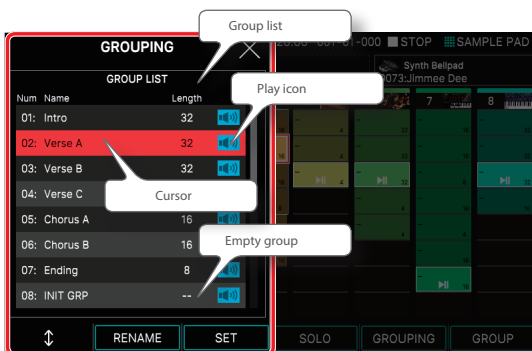 Group list
GROUPING
-000 STOP SAMPLE PAD
Synth Bellpad
0073:Jimmee Dee
GROUP LIST
Play icon
Num Name Length
7 8
01: Intro 32
02: Verse A 32
03: Verse B 32
04: Verse C
Cursor
05: Chorus A 16
06: Chorus B 16
Empty group
07: Ending 8
08: INIT GRP --
RENAME SET SOLO GROUPING GROUP